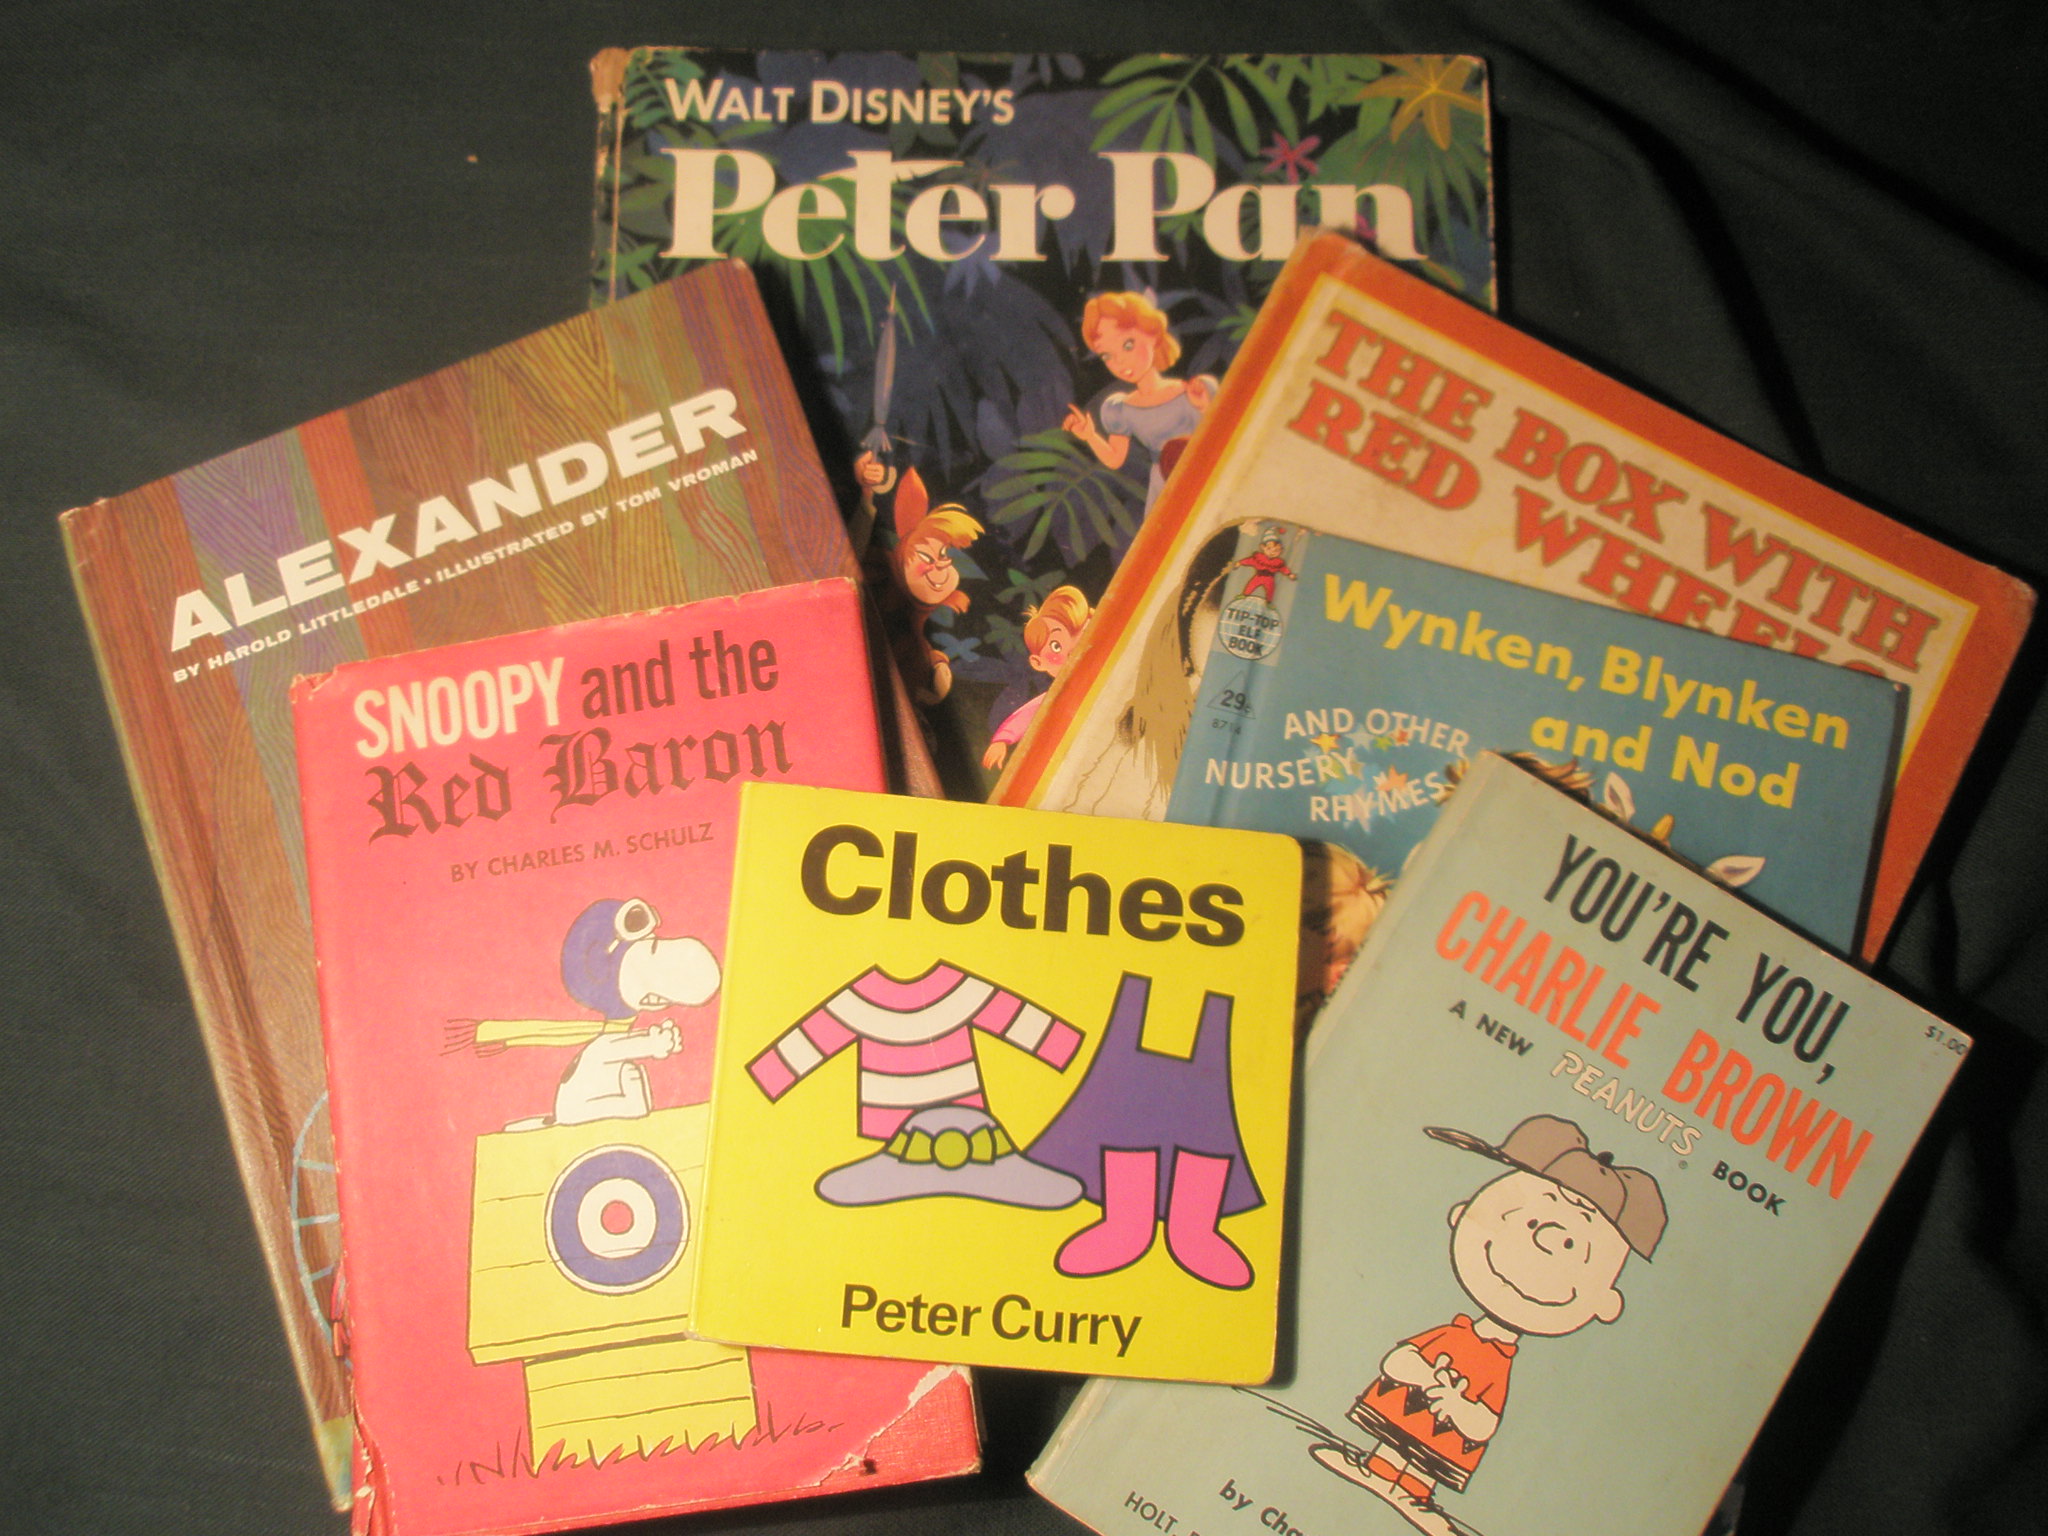 WALT DISNEY'S
Peter Pan
ALEXANDER
BY HAROLD LITTLEDALE • ILLUSTRATED BY TOM VROMAN
THE BOX WITH
RED WHEELS
SNOOPY and the
Red Baron
BY CHARLES M. SCHULZ
TIP-TOP
ELF
BOOK
29¢
Wynken, Blynken
and Nod
AND OTHER
NURSERY
RHYMES
Clothes
Peter Curry
$1.00
YOU'RE YOU,
CHARLIE BROWN
A NEW PEANUTS® BOOK
by Cha
HOLT,